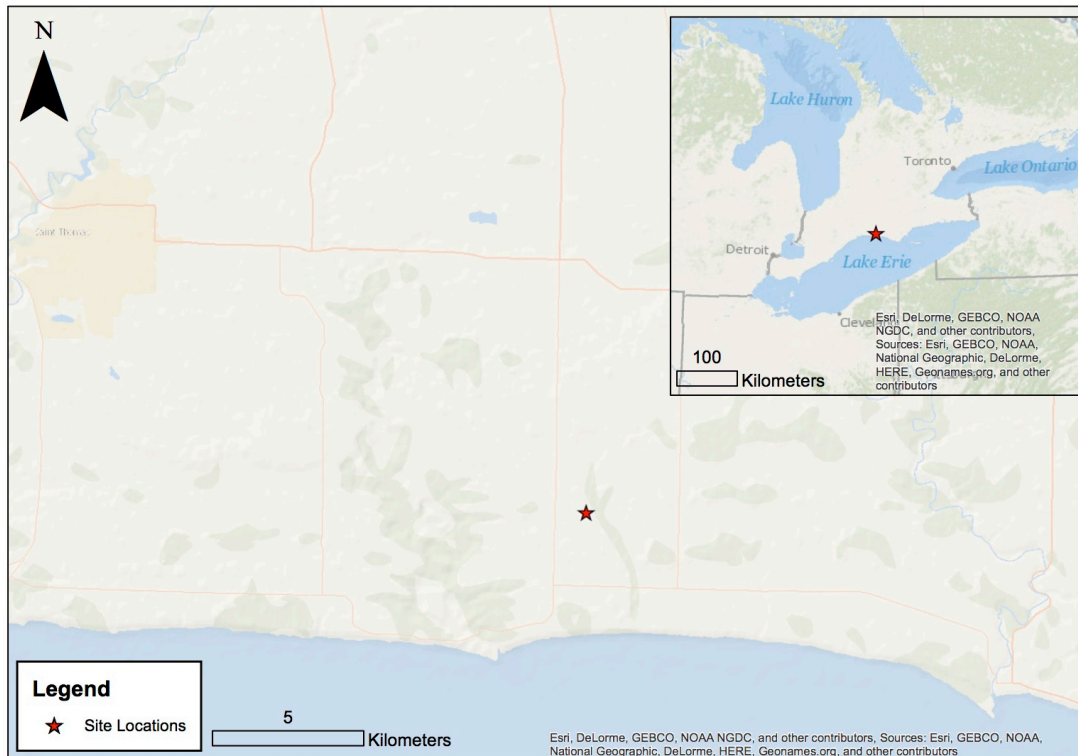 N
Saint Thomas
Lake Huron
Toronto
Lake Ontario
Detroit
Lake Erie
Cleveland
Esri, DeLorme, GEBCO, NOAA
NGDC, and other contributors,
Sources: Esri, GEBCO, NOAA,
National Geographic, DeLorme,
HERE, Geonames.org, and other
contributors
100
Kilometers
Legend
Site Locations
5
Kilometers
Esri, DeLorme, GEBCO, NOAA NGDC, and other contributors, Sources: Esri, GEBCO, NOAA,
National Geographic, DeLorme, HERE, Geonames.org, and other contributors